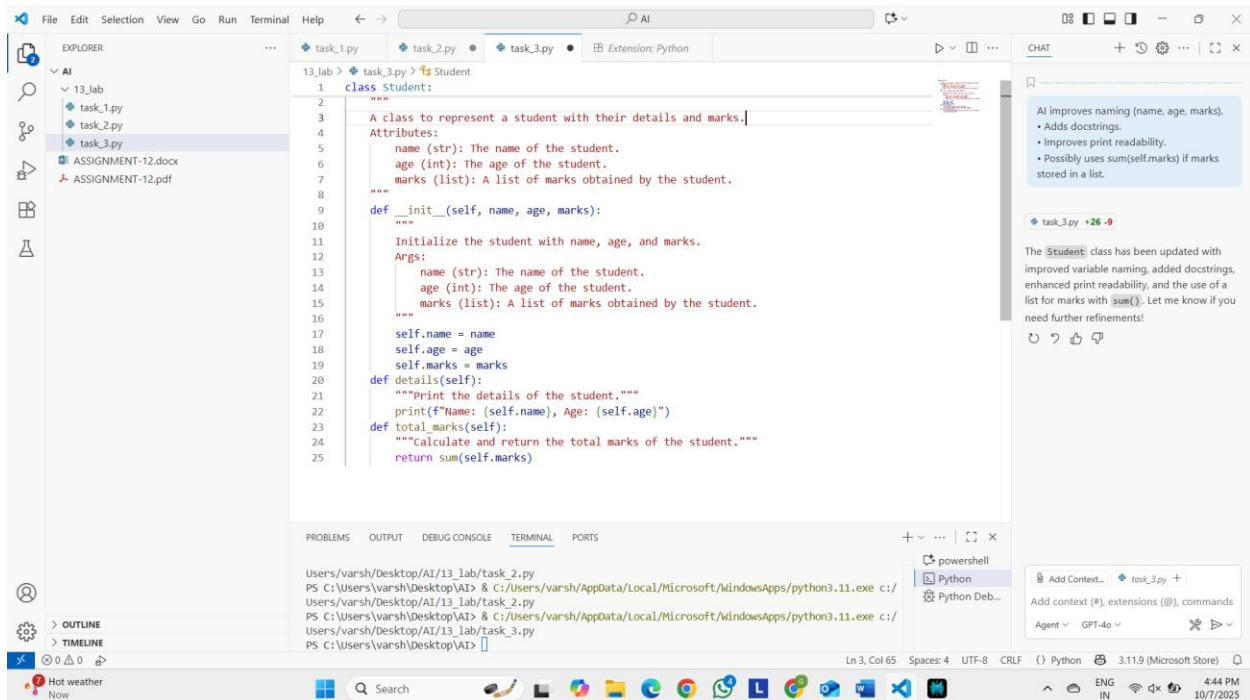 File Edit Selection View Go Run Terminal Help
AI
EXPLORER
AI
13_lab
task_1.py
task_2.py
task_3.py
ASSIGNMENT-12.docx
ASSIGNMENT-12.pdf
OUTLINE
TIMELINE
task_1.py task_2.py task_3.py Extension: Python
13_lab > task_3.py > Student
1 class Student:
2 """
3 A class to represent a student with their details and marks.
4 Attributes:
5 name (str): The name of the student.
6 age (int): The age of the student.
7 marks (list): A list of marks obtained by the student.
8 """
9 def __init__(self, name, age, marks):
10 """
11 Initialize the student with name, age, and marks.
12 Args:
13 name (str): The name of the student.
14 age (int): The age of the student.
15 marks (list): A list of marks obtained by the student.
16 """
17 self.name = name
18 self.age = age
19 self.marks = marks
20 def details(self):
21 """Print the details of the student."""
22 print(f"Name: {self.name}, Age: {self.age}")
23 def total_marks(self):
24 """Calculate and return the total marks of the student."""
25 return sum(self.marks)
PROBLEMS OUTPUT DEBUG CONSOLE TERMINAL PORTS
Users/varsh/Desktop/AI/13_lab/task_2.py
PS C:\Users\varsh\Desktop\AI> & C:/Users/varsh/AppData/Local/Microsoft/WindowsApps/python3.11.exe c:/
Users/varsh/Desktop/AI/13_lab/task_2.py
PS C:\Users\varsh\Desktop\AI> & C:/Users/varsh/AppData/Local/Microsoft/WindowsApps/python3.11.exe c:/
Users/varsh/Desktop/AI/13_lab/task_3.py
PS C:\Users\varsh\Desktop\AI>
powershell
Python
Python Deb...
CHAT
AI improves naming (name, age, marks).
• Adds docstrings.
• Improves print readability.
• Possibly uses sum(self.marks) if marks
stored in a list.
task_3.py +26 -9
The Student class has been updated with
improved variable naming, added docstrings,
enhanced print readability, and the use of a
list for marks with sum(). Let me know if you
need further refinements!
Add Context... task_3.py +
Add context (#), extensions (@), commands
Agent GPT-4o
0 0 Ln 3, Col 65 Spaces: 4 UTF-8 CRLF {} Python 3.11.9 (Microsoft Store)
Hot weather
Now
Search
ENG
IN
4:44 PM
10/7/2025